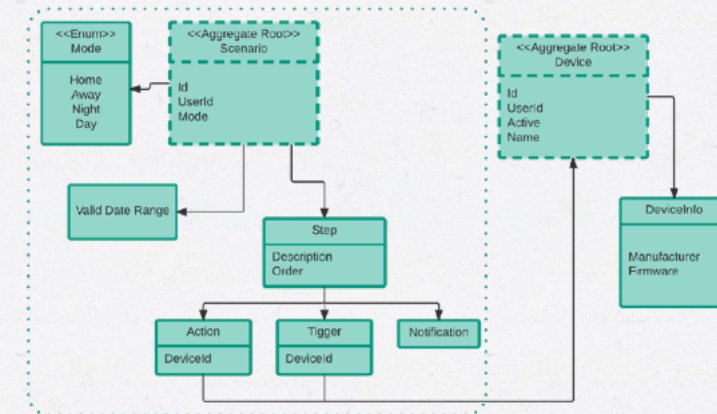 <<Enum>>
Mode
Home
Away
Night
Day
<<Aggregate Root>>
Scenario
Id
UserId
Mode
Valid Date Range
Step
Description
Order
Action
DeviceId
Tigger
DeviceId
Notification
<<Aggregate Root>>
Device
Id
UserId
Active
Name
DeviceInfo
Manufacturer
Firmware